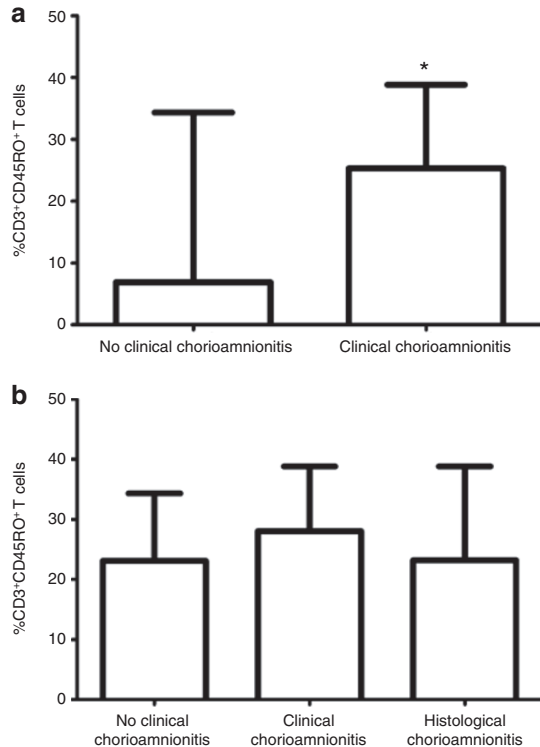 a
50
40
30
20
10
0
%CD3⁺CD45RO⁺ T cells
*
No clinical chorioamnionitis
Clinical chorioamnionitis
b
50
40
30
20
10
0
%CD3⁺CD45RO⁺ T cells
No clinical
chorioamnionitis
Clinical
chorioamnionitis
Histological
chorioamnionitis